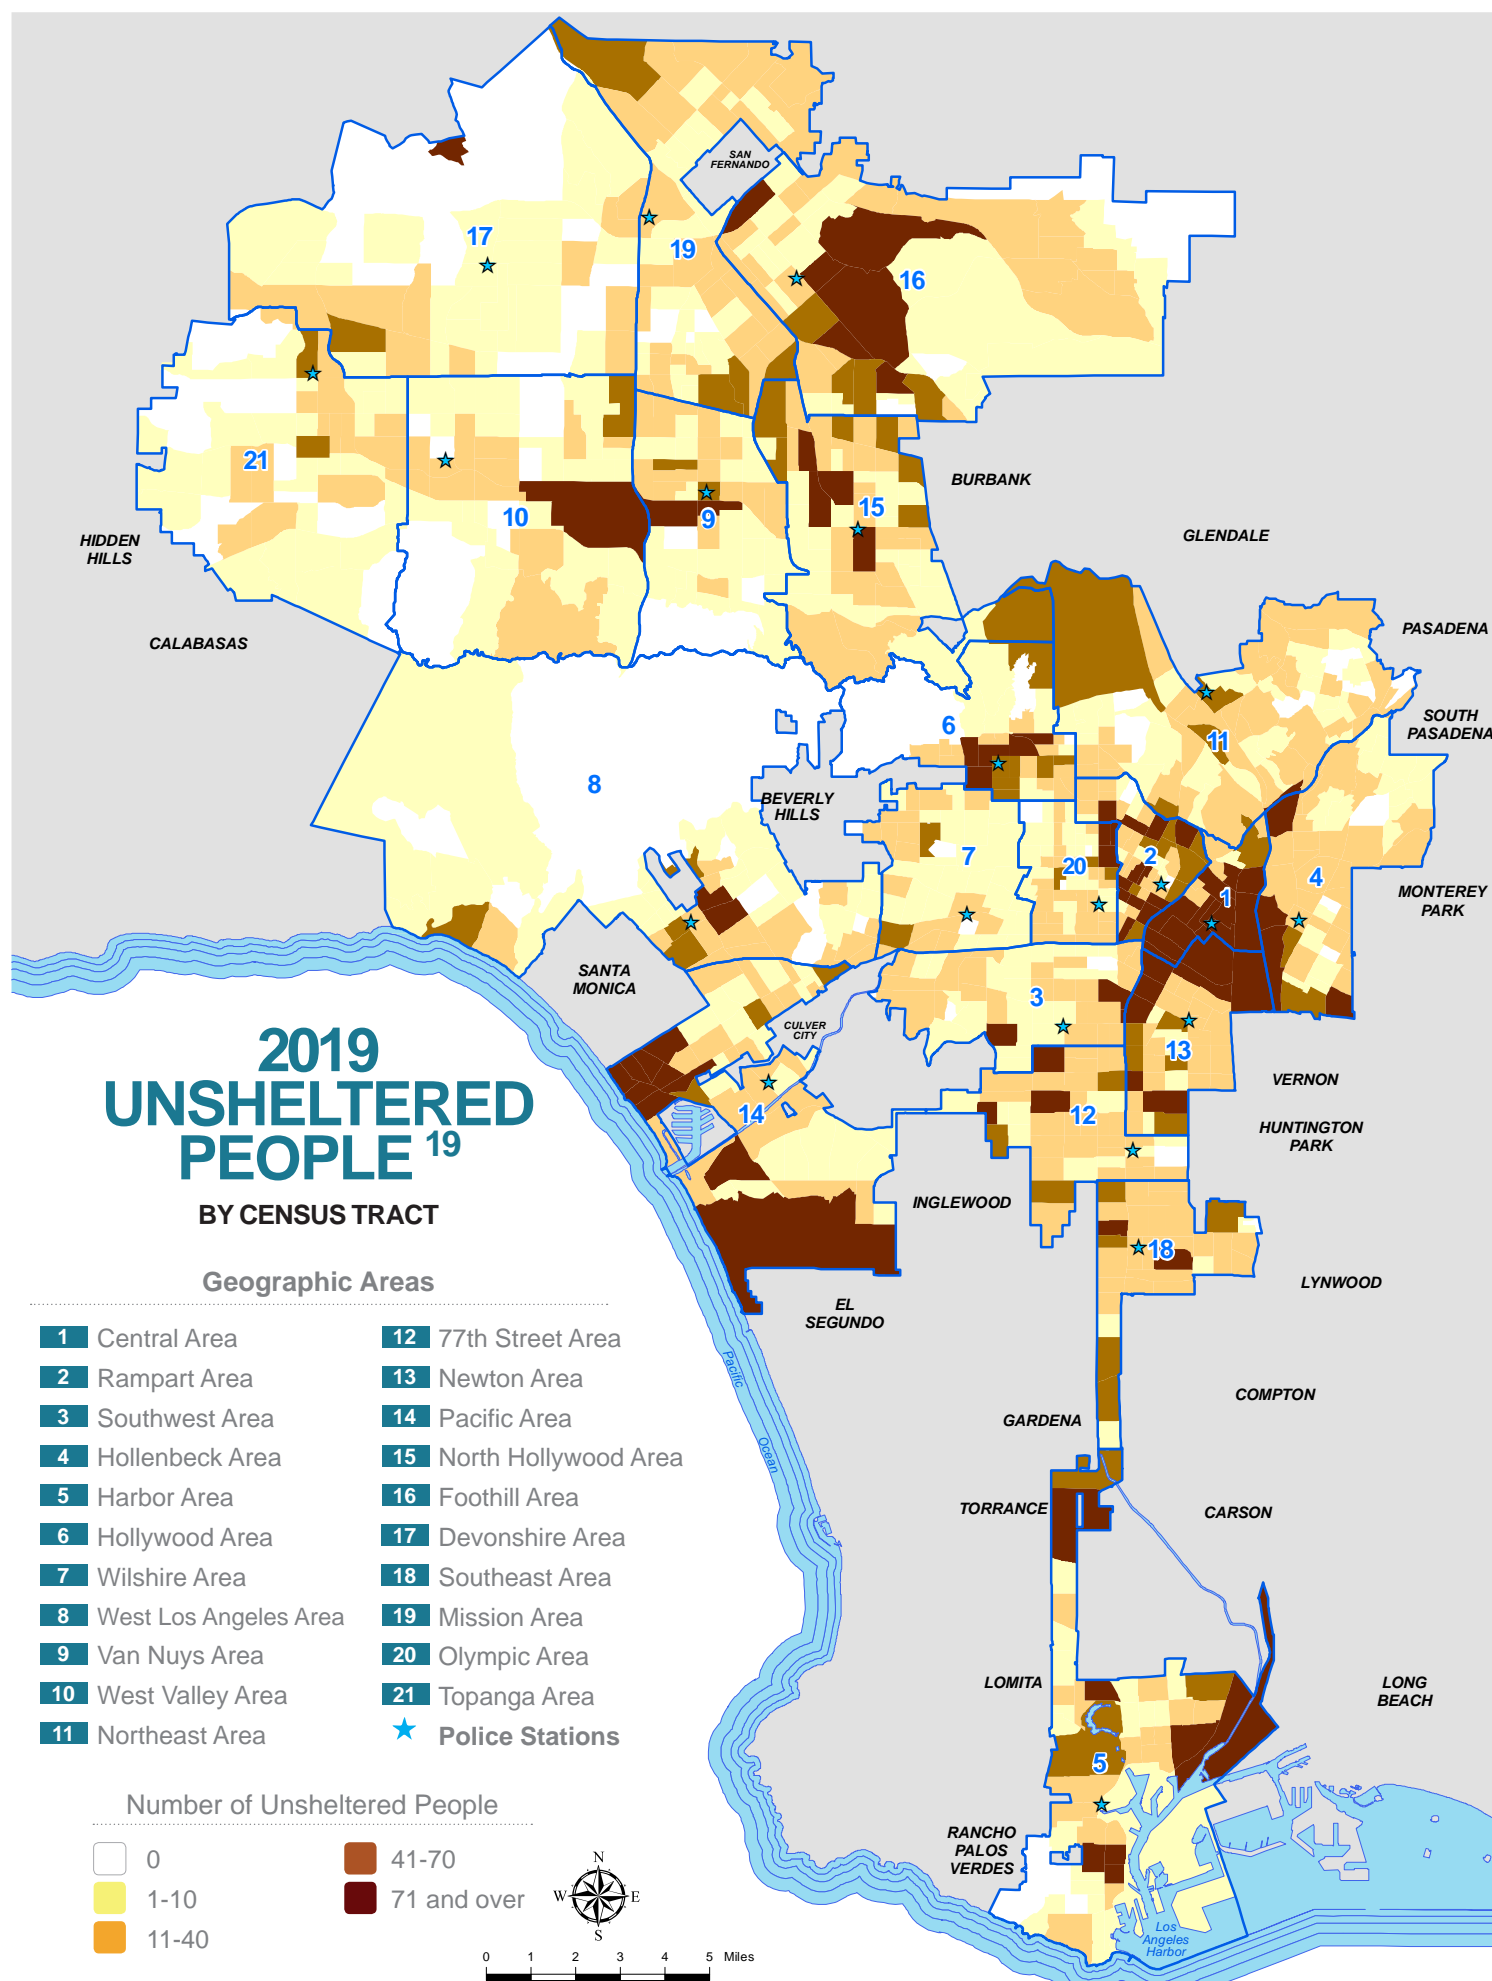 SAN
FERNANDO
17
19
16
21
10
9
15
BURBANK
GLENDALE
HIDDEN
HILLS
CALABASAS
PASADENA
6
11
SOUTH
PASADENA
8
BEVERLY
HILLS
7
20
2
1
4
MONTEREY
PARK
SANTA
MONICA
3
CULVER
CITY
13
14
12
VERNON
HUNTINGTON
PARK
INGLEWOOD
18
LYNWOOD
EL
SEGUNDO
Pacific
Ocean
COMPTON
GARDENA
TORRANCE
CARSON
LOMITA
LONG
BEACH
5
RANCHO
PALOS
VERDES
Los
Angeles
Harbor
2019
UNSHELTERED
PEOPLE 19
BY CENSUS TRACT
Geographic Areas
1 Central Area
2 Rampart Area
3 Southwest Area
4 Hollenbeck Area
5 Harbor Area
6 Hollywood Area
7 Wilshire Area
8 West Los Angeles Area
9 Van Nuys Area
10 West Valley Area
11 Northeast Area
12 77th Street Area
13 Newton Area
14 Pacific Area
15 North Hollywood Area
16 Foothill Area
17 Devonshire Area
18 Southeast Area
19 Mission Area
20 Olympic Area
21 Topanga Area
Police Stations
Number of Unsheltered People
0
1-10
11-40
41-70
71 and over
N
W E
S
0 1 2 3 4 5 Miles